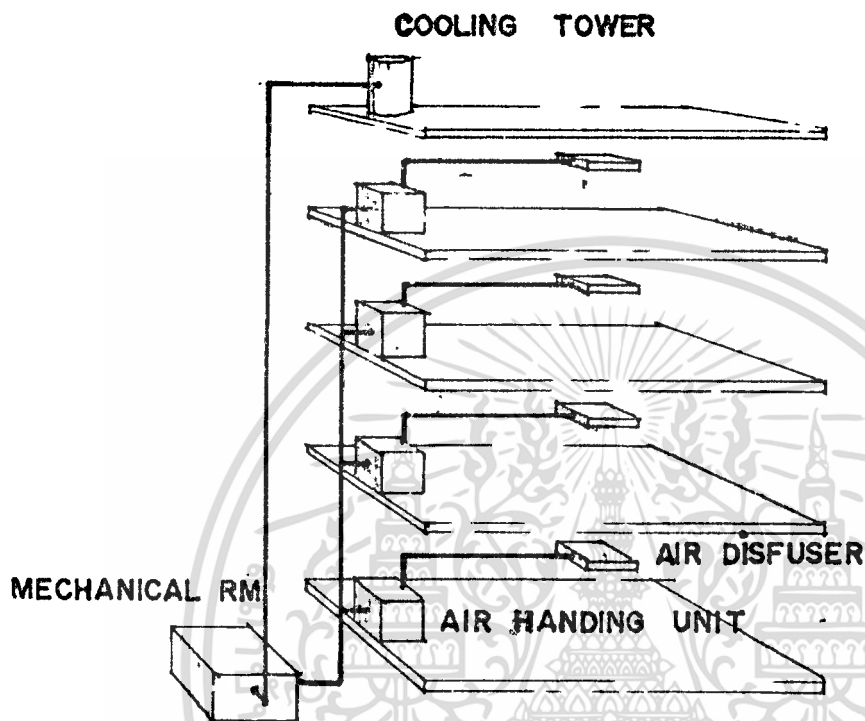 COOLING TOWER
AIR DISFUSER
MECHANICAL RM
AIR HANDING UNIT